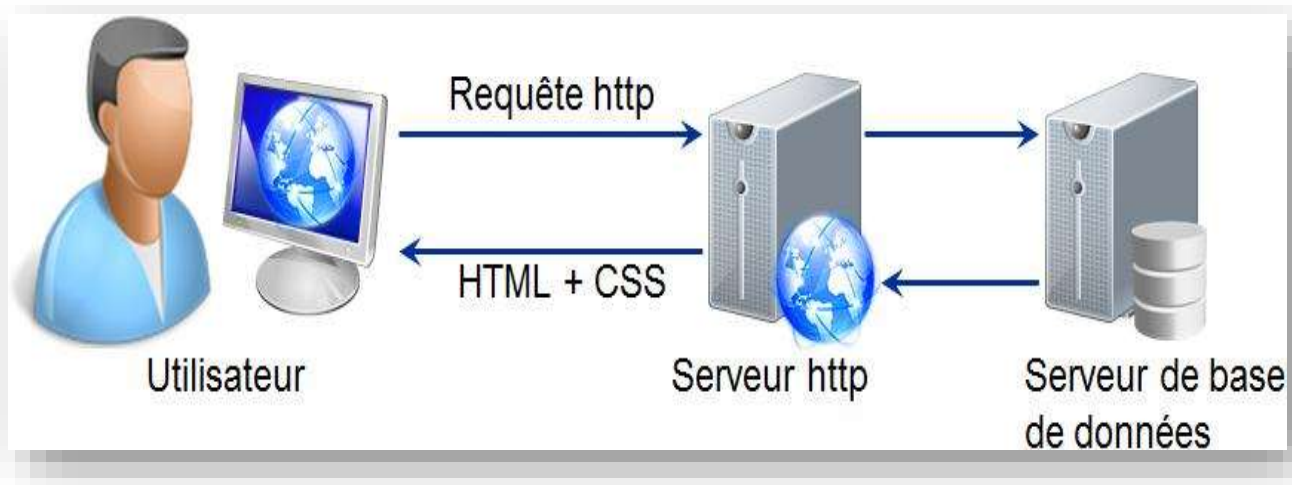 Requête http
HTML + CSS
Utilisateur
Serveur http
Serveur de base
de données